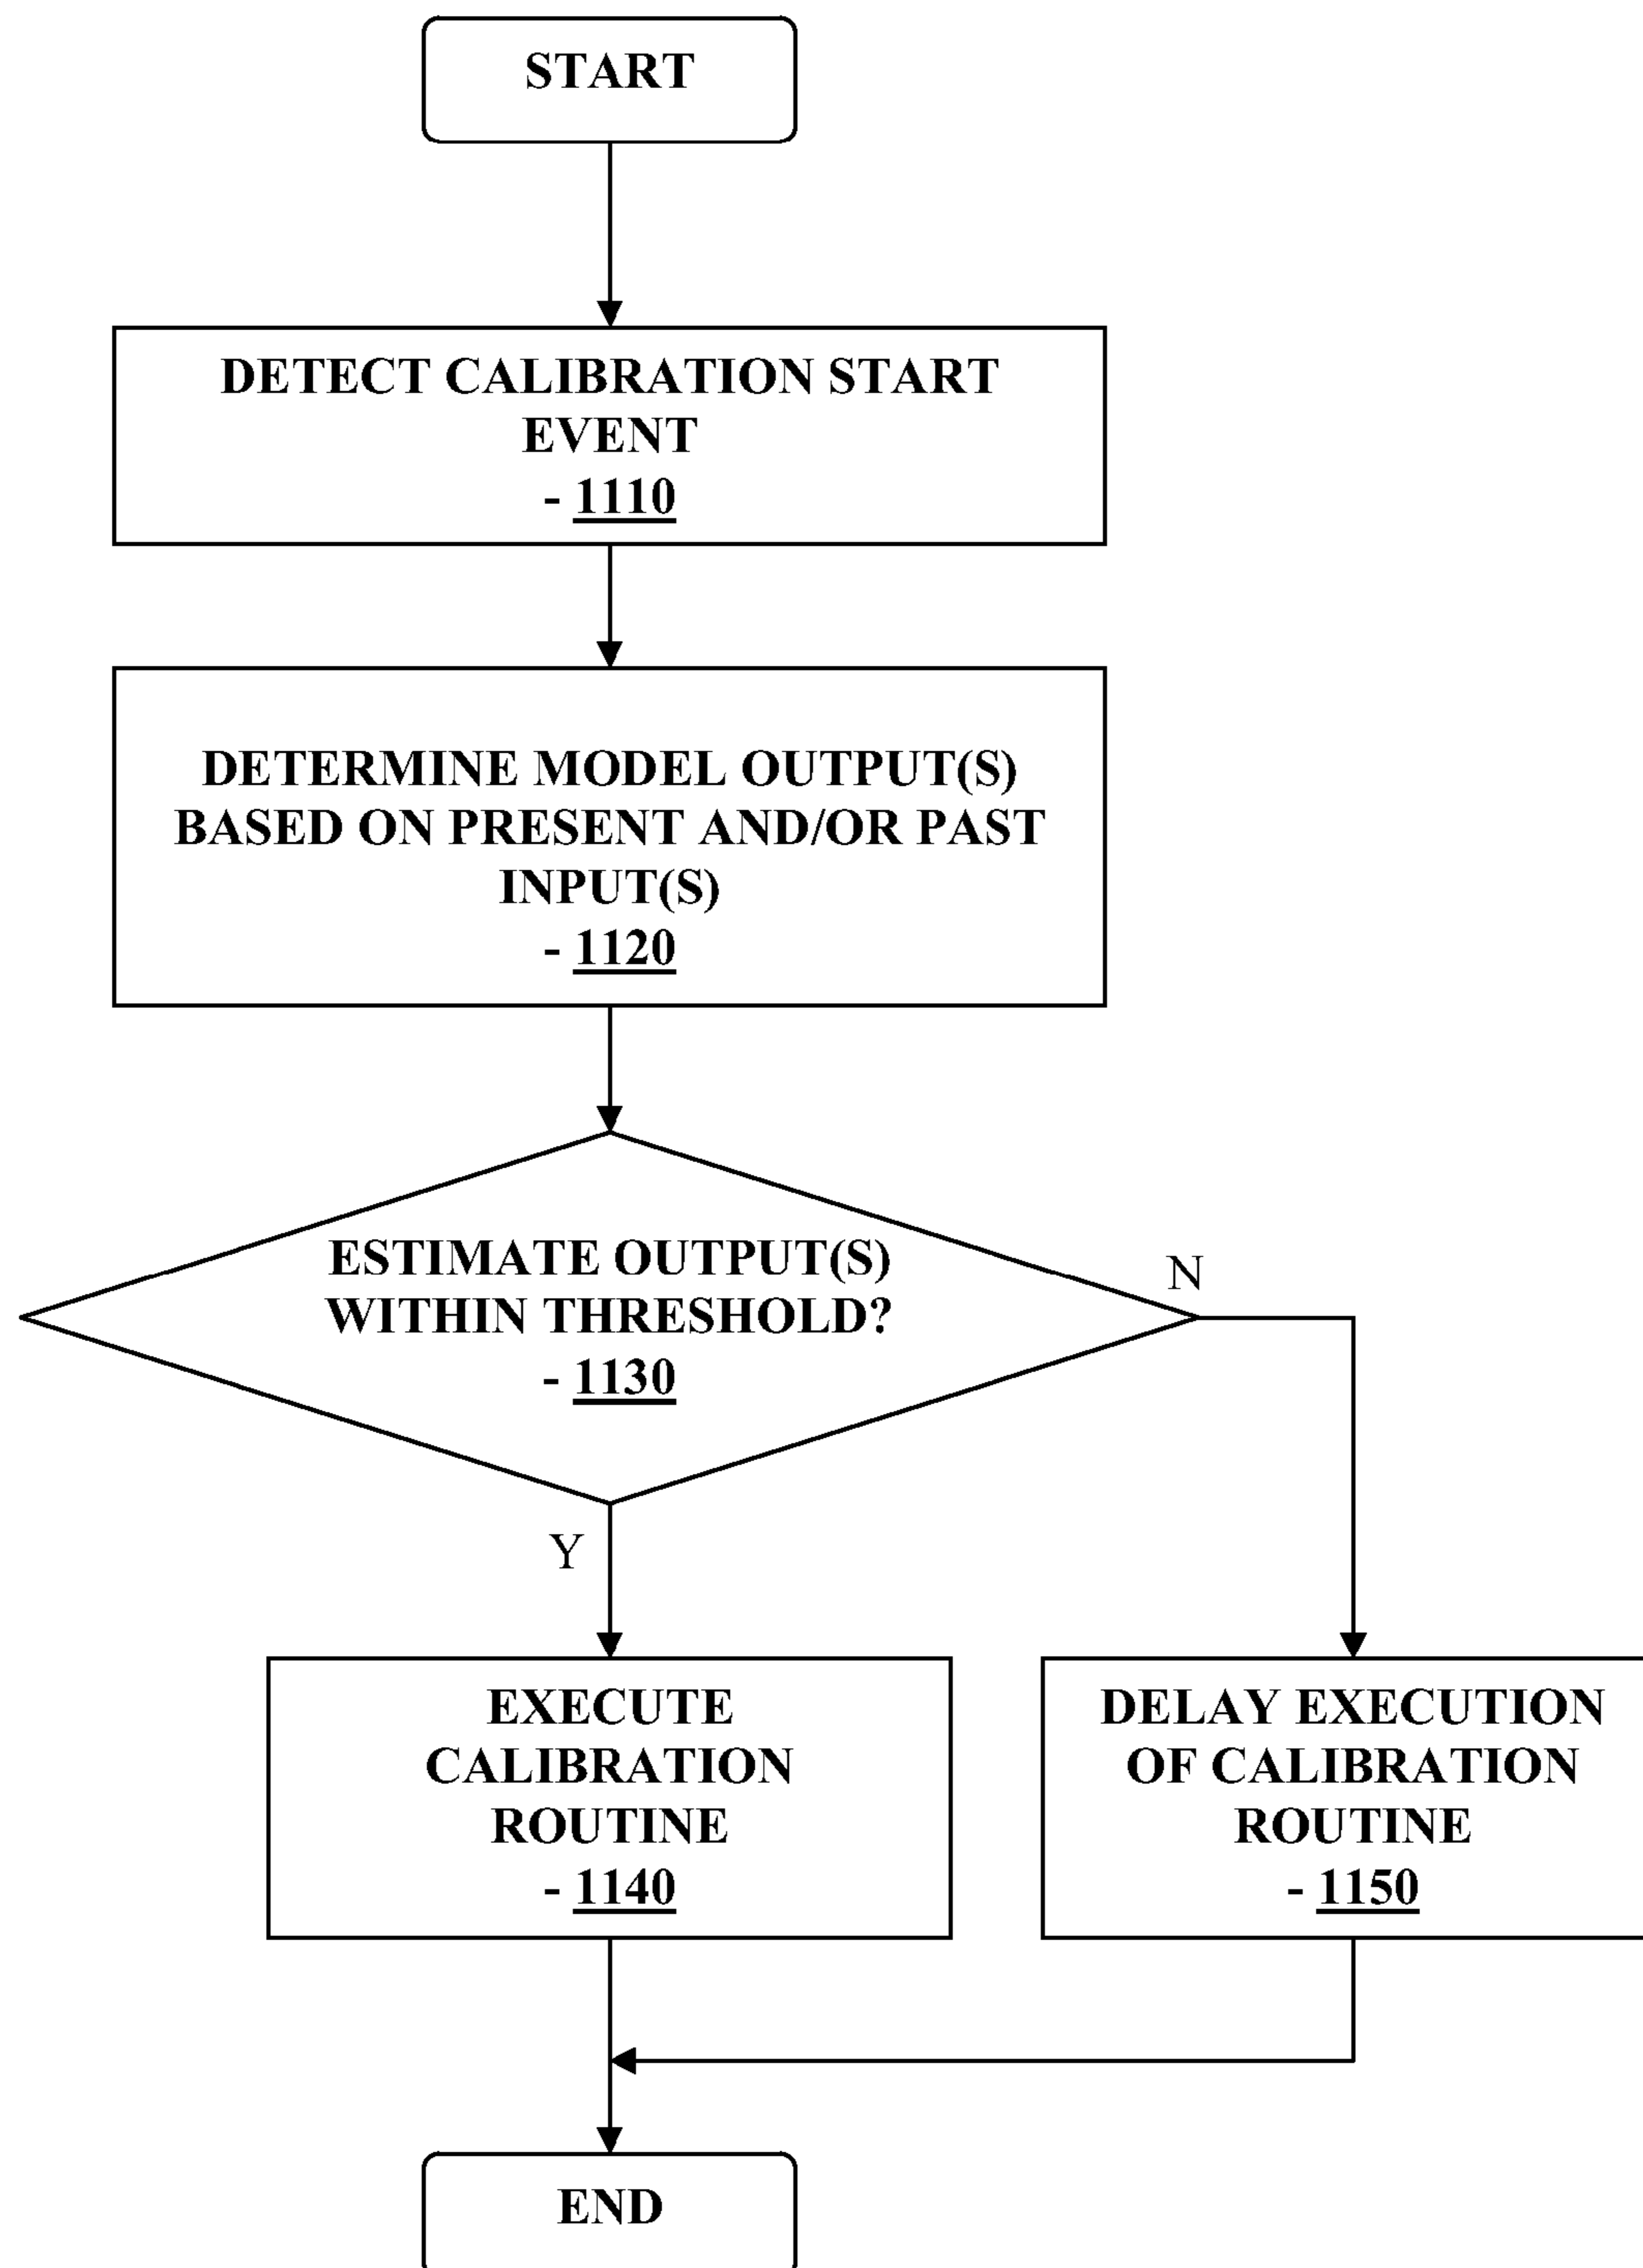 START
DETECT CALIBRATION START
EVENT
- 1110
DETERMINE MODEL OUTPUT(S)
BASED ON PRESENT AND/OR PAST
INPUT(S)
- 1120
ESTIMATE OUTPUT(S)
WITHIN THRESHOLD?
- 1130
N
Y
EXECUTE
CALIBRATION
ROUTINE
- 1140
DELAY EXECUTION
OF CALIBRATION
ROUTINE
- 1150
END